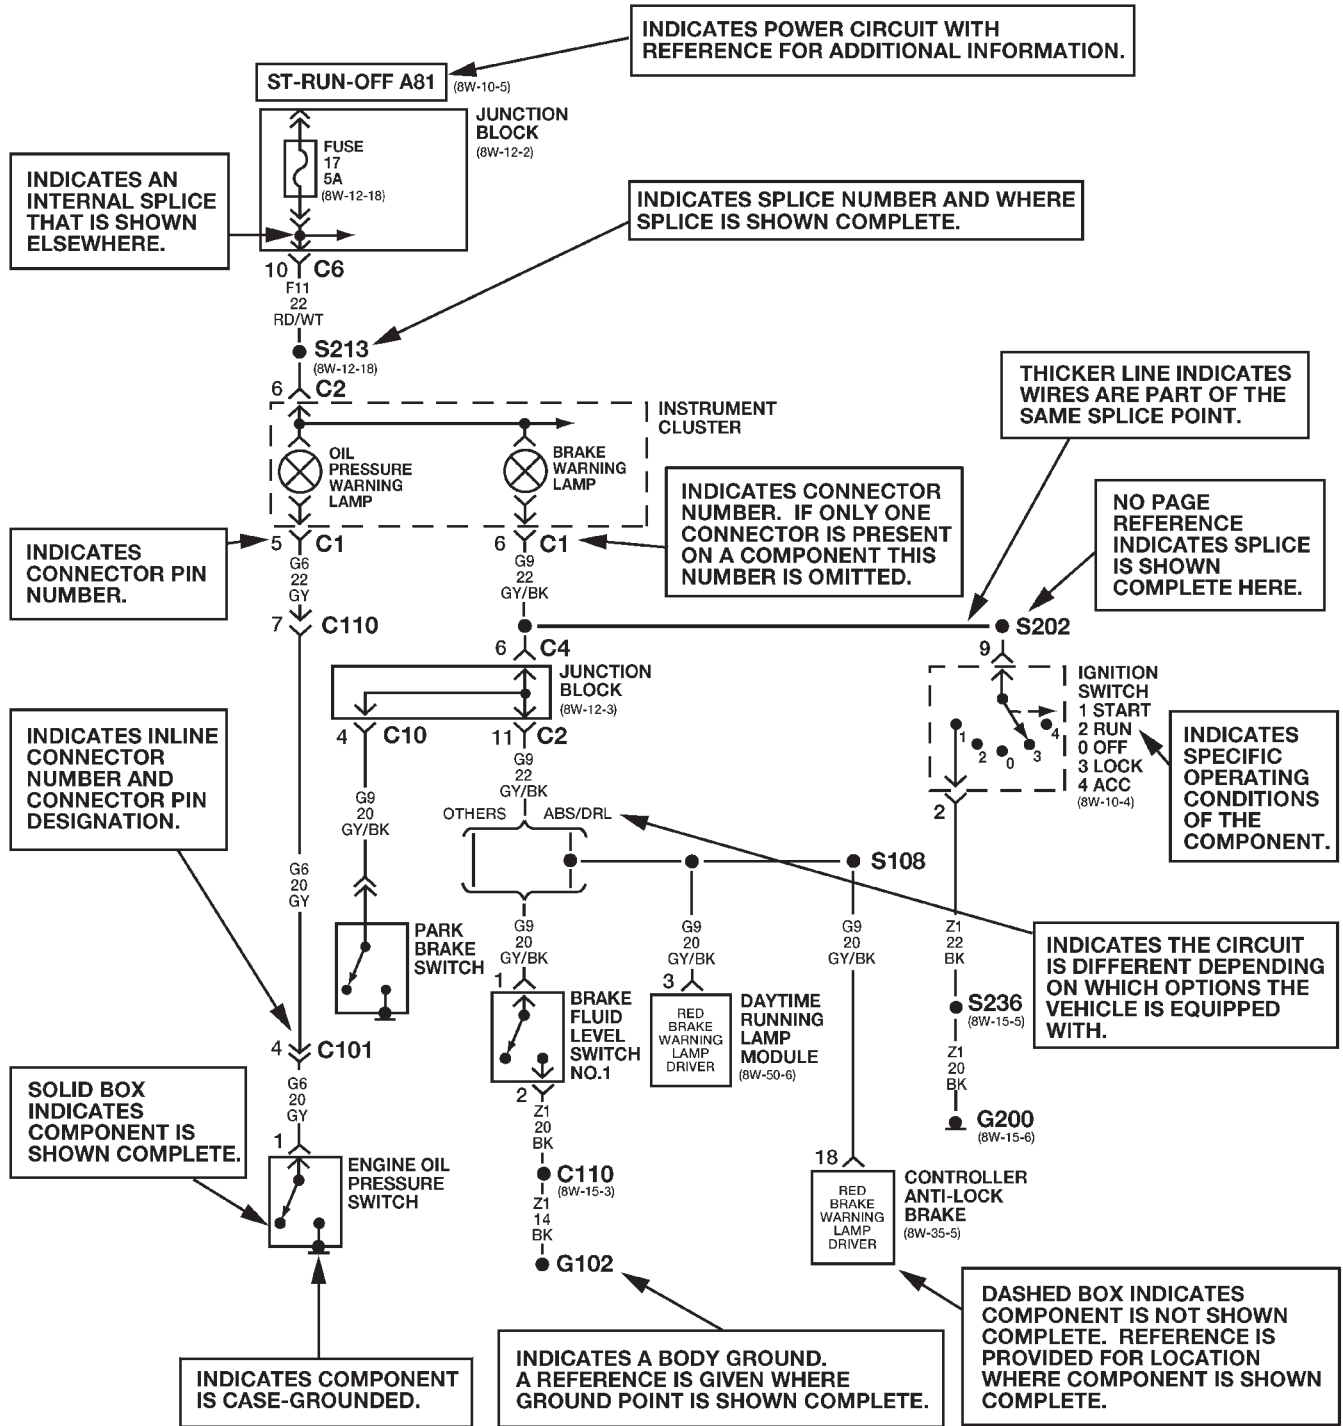 INDICATES POWER CIRCUIT WITH
REFERENCE FOR ADDITIONAL INFORMATION.
ST-RUN-OFF A81
(8W-10-5)
JUNCTION
BLOCK
(8W-12-2)
FUSE
17
5A
(8W-12-18)
INDICATES AN
INTERNAL SPLICE
THAT IS SHOWN
ELSEWHERE.
INDICATES SPLICE NUMBER AND WHERE
SPLICE IS SHOWN COMPLETE.
10 C6
F11
22
RD/WT
S213
(8W-12-18)
6 C2
THICKER LINE INDICATES
WIRES ARE PART OF THE
SAME SPLICE POINT.
INSTRUMENT
CLUSTER
OIL
PRESSURE
WARNING
LAMP
BRAKE
WARNING
LAMP
INDICATES CONNECTOR
NUMBER. IF ONLY ONE
CONNECTOR IS PRESENT
ON A COMPONENT THIS
NUMBER IS OMITTED.
NO PAGE
REFERENCE
INDICATES SPLICE
IS SHOWN
COMPLETE HERE.
INDICATES
CONNECTOR PIN
NUMBER.
5 C1
G6
22
GY
7 C110
6 C1
G9
22
GY/BK
S202
6 C4
9
JUNCTION
BLOCK
(8W-12-3)
IGNITION
SWITCH
1 START
2 RUN
0 OFF
3 LOCK
4 ACC
(8W-10-4)
1
2
0
3
4
2
INDICATES
SPECIFIC
OPERATING
CONDITIONS
OF THE
COMPONENT.
INDICATES INLINE
CONNECTOR
NUMBER AND
CONNECTOR PIN
DESIGNATION.
4 C10
11 C2
G9
22
GY/BK
G9
20
GY/BK
OTHERS ABS/DRL
S108
G6
20
GY
PARK
BRAKE
SWITCH
G9
20
GY/BK
G9
20
GY/BK
G9
20
GY/BK
Z1
22
BK
INDICATES THE CIRCUIT
IS DIFFERENT DEPENDING
ON WHICH OPTIONS THE
VEHICLE IS EQUIPPED
WITH.
1
BRAKE
FLUID
LEVEL
SWITCH
NO.1
3
RED
BRAKE
WARNING
LAMP
DRIVER
DAYTIME
RUNNING
LAMP
MODULE
(8W-50-6)
S236
(8W-15-5)
Z1
20
BK
G200
(8W-15-6)
4 C101
G6
20
GY
SOLID BOX
INDICATES
COMPONENT IS
SHOWN COMPLETE.
1
ENGINE OIL
PRESSURE
SWITCH
2
Z1
20
BK
C110
(8W-15-3)
Z1
14
BK
G102
18
RED
BRAKE
WARNING
LAMP
DRIVER
CONTROLLER
ANTI-LOCK
BRAKE
(8W-35-5)
INDICATES COMPONENT
IS CASE-GROUNDED.
INDICATES A BODY GROUND.
A REFERENCE IS GIVEN WHERE
GROUND POINT IS SHOWN COMPLETE.
DASHED BOX INDICATES
COMPONENT IS NOT SHOWN
COMPLETE. REFERENCE IS
PROVIDED FOR LOCATION
WHERE COMPONENT IS SHOWN
COMPLETE.